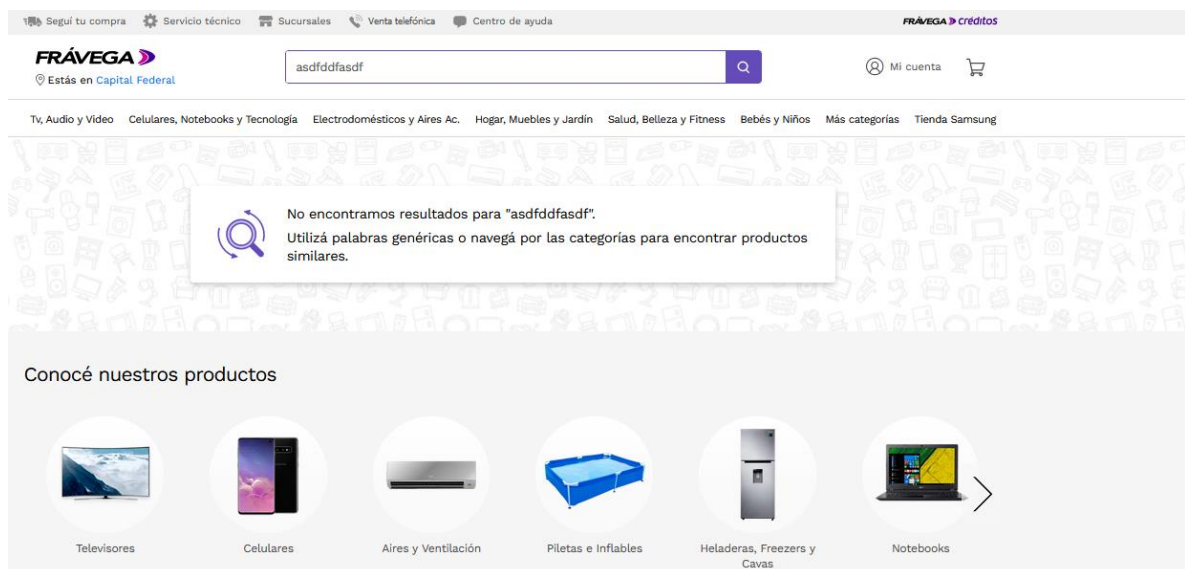 Seguí tu compra Servicio técnico Sucursales Venta telefónica Centro de ayuda FRÁVEGA Créditos
FRÁVEGA
Estás en Capital Federal
asdfddfasdf
Mi cuenta
Tv, Audio y Video Celulares, Notebooks y Tecnología Electrodomésticos y Aires Ac. Hogar, Muebles y Jardín Salud, Belleza y Fitness Bebés y Niños Más categorías Tienda Samsung
No encontramos resultados para "asdfddfasdf".
Utilizá palabras genéricas o navegá por las categorías para encontrar productos
similares.
Conocé nuestros productos
Televisores Celulares Aires y Ventilación Piletas e Inflables Heladeras, Freezers y Cavas Notebooks